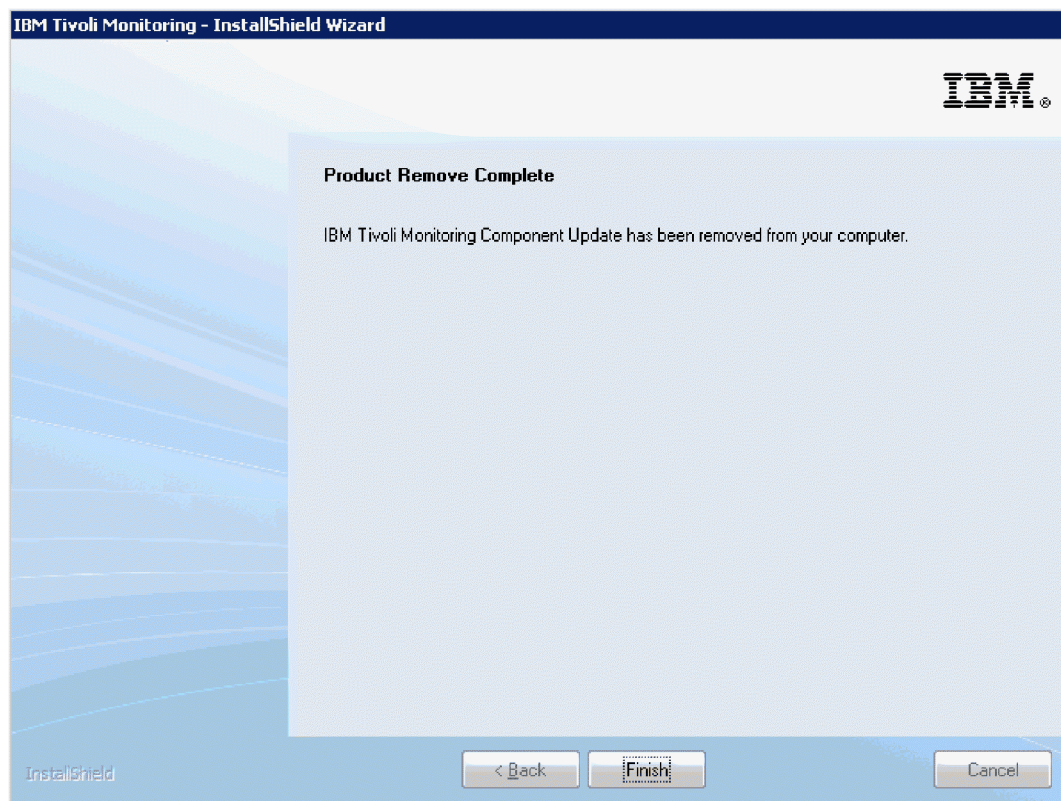 IBM Tivoli Monitoring - InstallShield Wizard
IBM®
Product Remove Complete
IBM Tivoli Monitoring Component Update has been removed from your computer.
InstallShield
< Back
Finish
Cancel